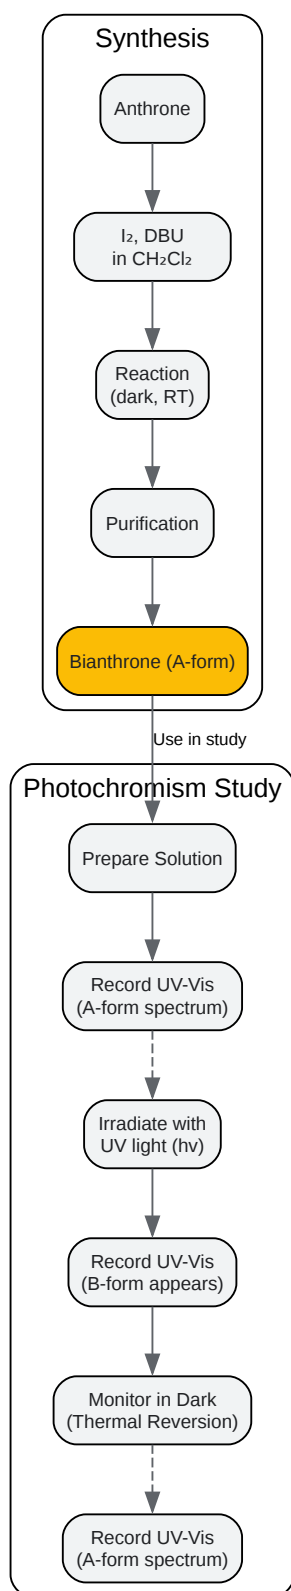 Synthesis
Anthrone
I₂, DBU
in CH₂Cl₂
Reaction
(dark, RT)
Purification
Bianthrone (A-form)
Use in study
Photochromism Study
Prepare Solution
Record UV-Vis
(A-form spectrum)
Irradiate with
UV light (hv)
Record UV-Vis
(B-form appears)
Monitor in Dark
(Thermal Reversion)
Record UV-Vis
(A-form spectrum)